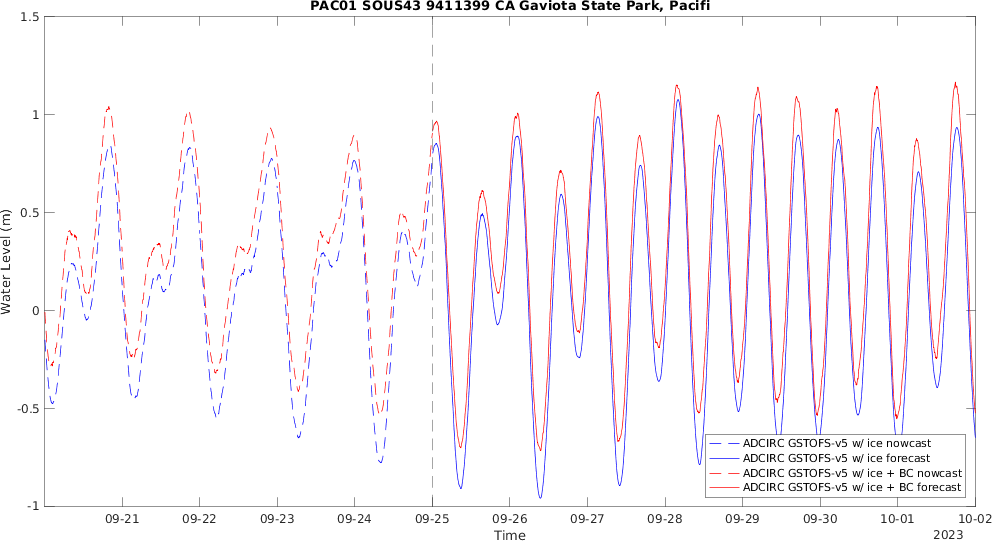 PAC01 SOUS43 9411399 CA Gaviota State Park, Pacifi
1.5
1
0.5
0
-0.5
-1
Water Level (m)
09-21 09-22 09-23 09-24 09-25 09-26 09-27 09-28 09-29 09-30 10-01 10-02
2023
Time
ADCIRC GSTOFS-v5 w/ ice nowcast
ADCIRC GSTOFS-v5 w/ ice forecast
ADCIRC GSTOFS-v5 w/ ice + BC nowcast
ADCIRC GSTOFS-v5 w/ ice + BC forecast